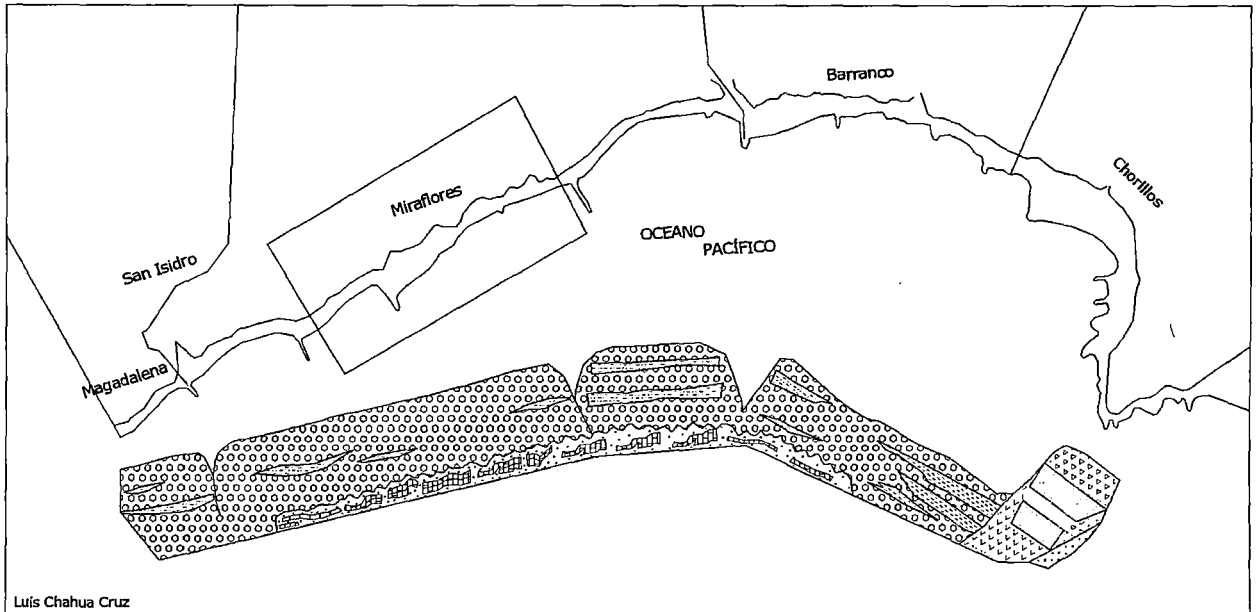 Barranco
Chorillos
Miraflores
OCEANO
PACÍFICO
San Isidro
Magadalena
Luis Chahua Cruz